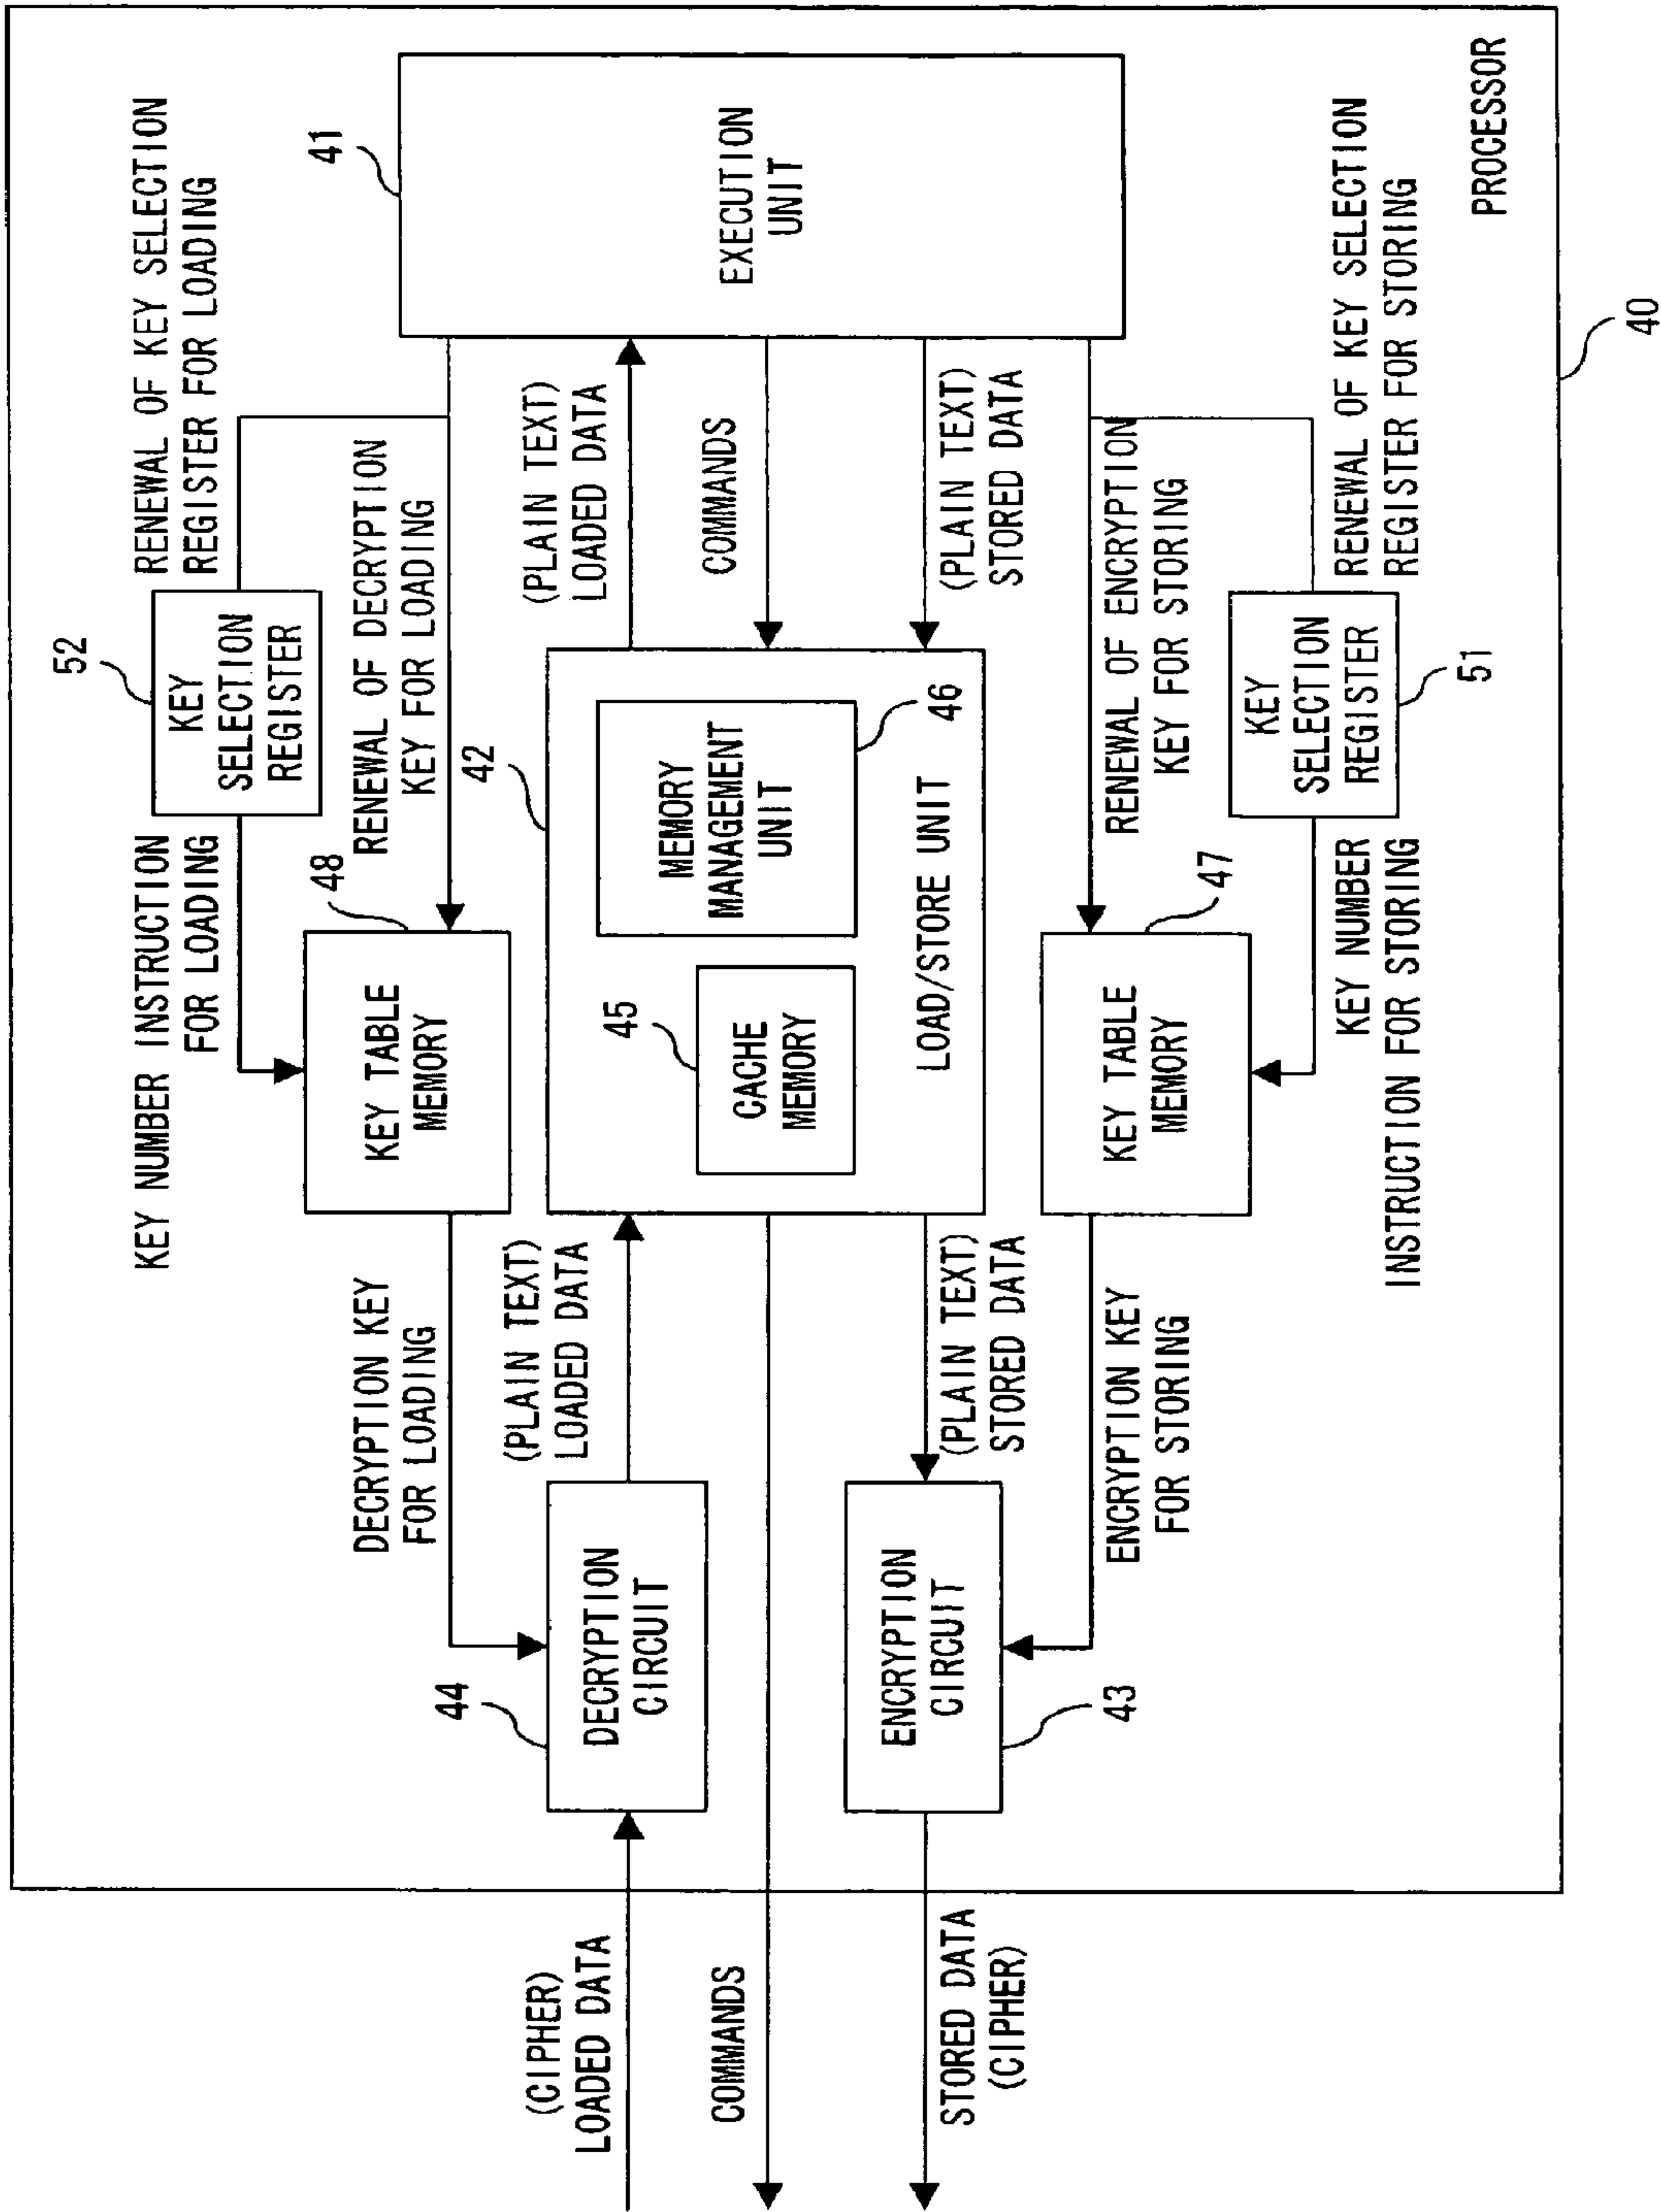 RENEWAL OF KEY SELECTION
REGISTER FOR LOADING
52
KEY
SELECTION
REGISTER
KEY NUMBER INSTRUCTION
FOR LOADING
RENEWAL OF DECRYPTION
KEY FOR LOADING
48
KEY TABLE
MEMORY
DECRYPTION KEY
FOR LOADING
41
EXECUTION
UNIT
(PLAIN TEXT)
LOADED DATA
COMMANDS
(PLAIN TEXT)
STORED DATA
42
MEMORY
MANAGEMENT
UNIT
46
45
CACHE
MEMORY
LOAD/STORE UNIT
(PLAIN TEXT)
LOADED DATA
(PLAIN TEXT)
STORED DATA
44
DECRYPTION
CIRCUIT
ENCRYPTION
CIRCUIT
43
(CIPHER)
LOADED DATA
COMMANDS
STORED DATA
(CIPHER)
RENEWAL OF ENCRYPTION
KEY FOR STORING
47
KEY TABLE
MEMORY
ENCRYPTION KEY
FOR STORING
RENEWAL OF KEY SELECTION
REGISTER FOR STORING
KEY
SELECTION
REGISTER
51
KEY NUMBER
INSTRUCTION FOR STORING
PROCESSOR
40